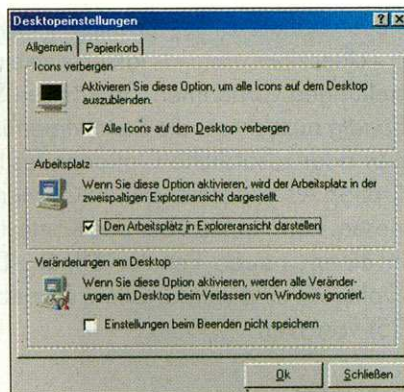 Desktopeinstellungen
Allgemein Papierkorb
Icons verbergen
Aktivieren Sie diese Option, um alle Icons auf dem Desktop
auszublenden.
Alle Icons auf dem Desktop verbergen
Arbeitsplatz
Wenn Sie diese Option aktivieren, wird der Arbeitsplatz in der
zweispaltigen Exploreransicht dargestellt.
Den Arbeitsplatz in Exploreransicht darstellen
Veränderungen am Desktop
Wenn Sie diese Option aktivieren, werden alle Veränder-
ungen am Desktop beim Verlassen von Windows ignoriert.
Einstellungen beim Beenden nicht speichern
Ok Schließen